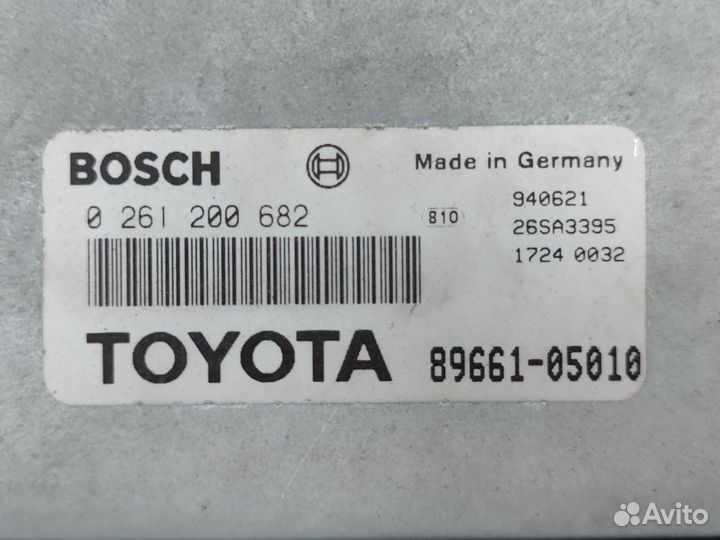 BOSCH Made in Germany
0 261 200 682 810 940621
26SA3395
1724 0032
TOYOTA 89661-05010
Avito